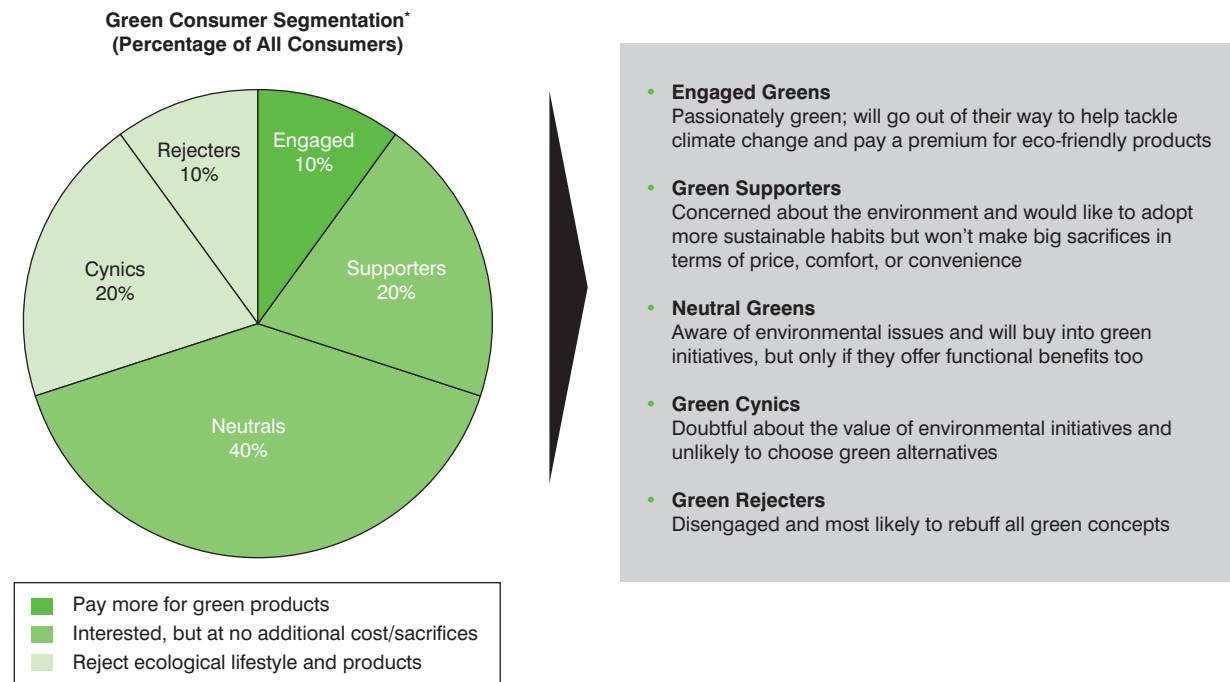 Green Consumer Segmentation*
(Percentage of All Consumers)
Engaged
10%
Supporters
20%
Neutrals
40%
Cynics
20%
Rejecters
10%
Pay more for green products
Interested, but at no additional cost/sacrifices
Reject ecological lifestyle and products
• Engaged Greens
Passionately green; will go out of their way to help tackle
climate change and pay a premium for eco-friendly products
• Green Supporters
Concerned about the environment and would like to adopt
more sustainable habits but won't make big sacrifices in
terms of price, comfort, or convenience
• Neutral Greens
Aware of environmental issues and will buy into green
initiatives, but only if they offer functional benefits too
• Green Cynics
Doubtful about the value of environmental initiatives and
unlikely to choose green alternatives
• Green Rejecters
Disengaged and most likely to rebuff all green concepts